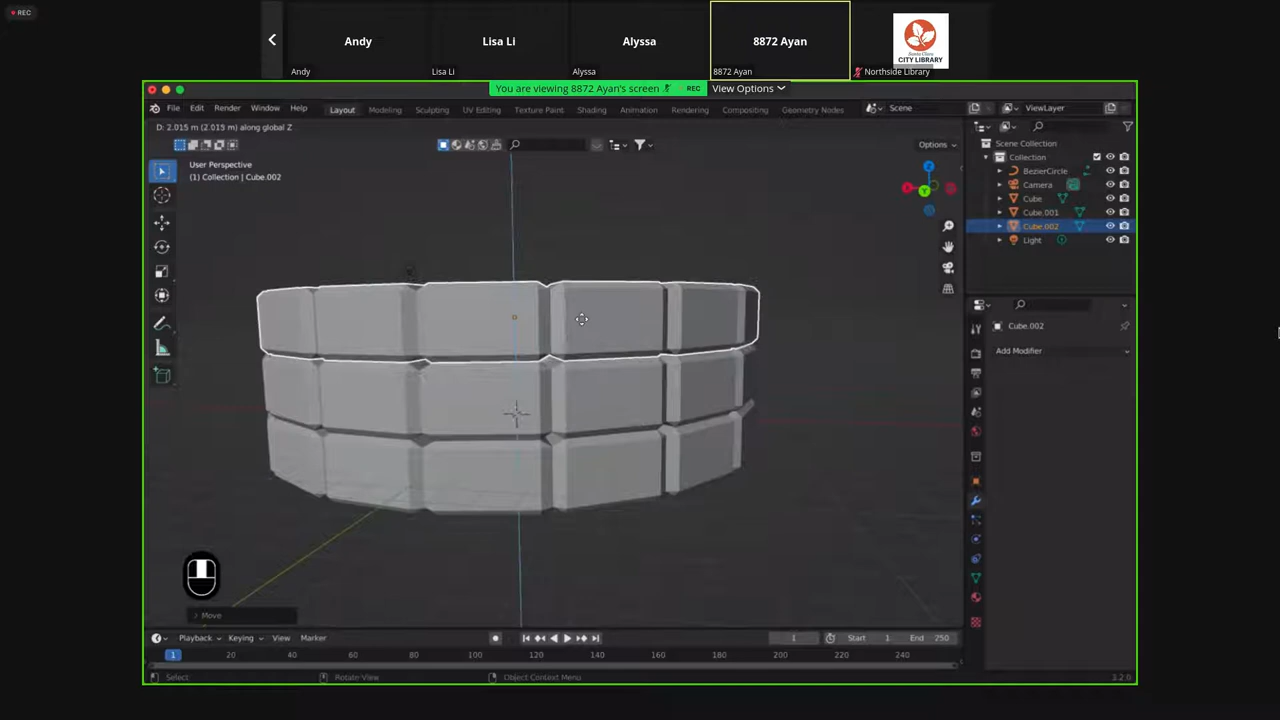 REC
Andy
Lisa Li
Alyssa
8872 Ayan
Santa Clara
CITY LIBRARY
Andy
Lisa Li
Alyssa
8872 Ayan
Northside Library
You are viewing 8872 Ayan's screen
REC
View Options
File Edit Render Window Help
Layout Modeling Sculpting UV Editing Texture Paint Shading Animation Rendering Compositing Geometry Nodes
Scene
ViewLayer
D: 2.015 m (2.015 m) along global Z
Options
User Perspective
(1) Collection | Cube.002
Scene Collection
Collection
BezierCircle
Camera
Cube
Cube.001
Cube.002
Light
Cube.002
Add Modifier
X
Z
Y
Move
Playback Keying View Marker
1
Start 1
End 250
1 20 40 60 80 100 120 140 160 180 200 220 240
Select
Rotate View
Object Context Menu
3.2.0